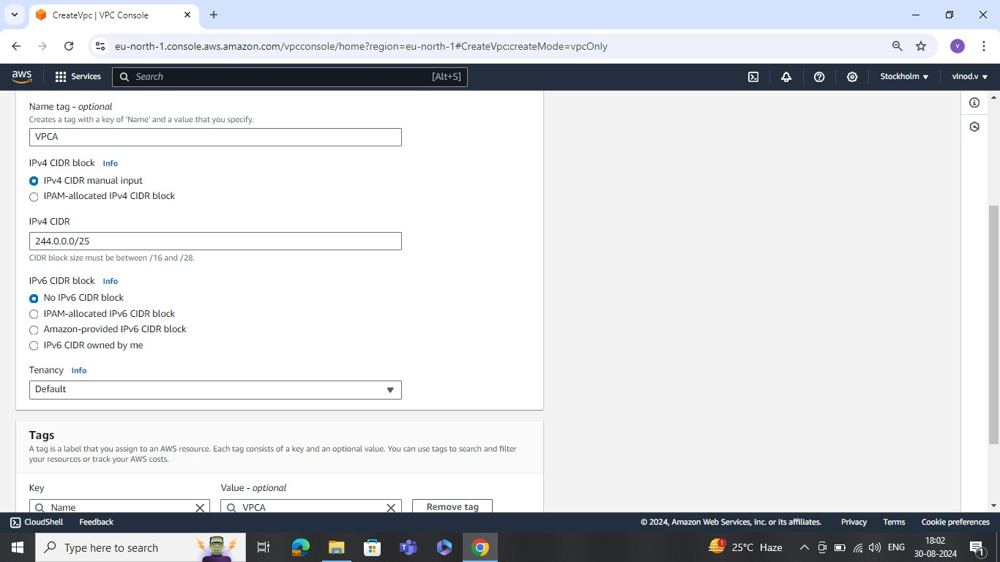 CreateVpc | VPC Console
eu-north-1.console.aws.amazon.com/vpcconsole/home?region=eu-north-1#CreateVpc:createMode=vpcOnly
V
aws
Services
Search
[Alt+S]
Stockholm
vinod.v
Name tag - optional
Creates a tag with a key of 'Name' and a value that you specify.
VPCA
IPv4 CIDR block Info
IPv4 CIDR manual input
IPAM-allocated IPv4 CIDR block
IPv4 CIDR
244.0.0.0/25
CIDR block size must be between /16 and /28.
IPv6 CIDR block Info
No IPv6 CIDR block
IPAM-allocated IPv6 CIDR block
Amazon-provided IPv6 CIDR block
IPv6 CIDR owned by me
Tenancy Info
Default
Tags
A tag is a label that you assign to an AWS resource. Each tag consists of a key and an optional value. You can use tags to search and filter
your resources or track your AWS costs.
Key
Value - optional
Name
VPCA
Remove tag
CloudShell
Feedback
© 2024, Amazon Web Services, Inc. or its affiliates.
Privacy
Terms
Cookie preferences
Type here to search
1
25°C Haze
ENG
18:02
30-08-2024
1